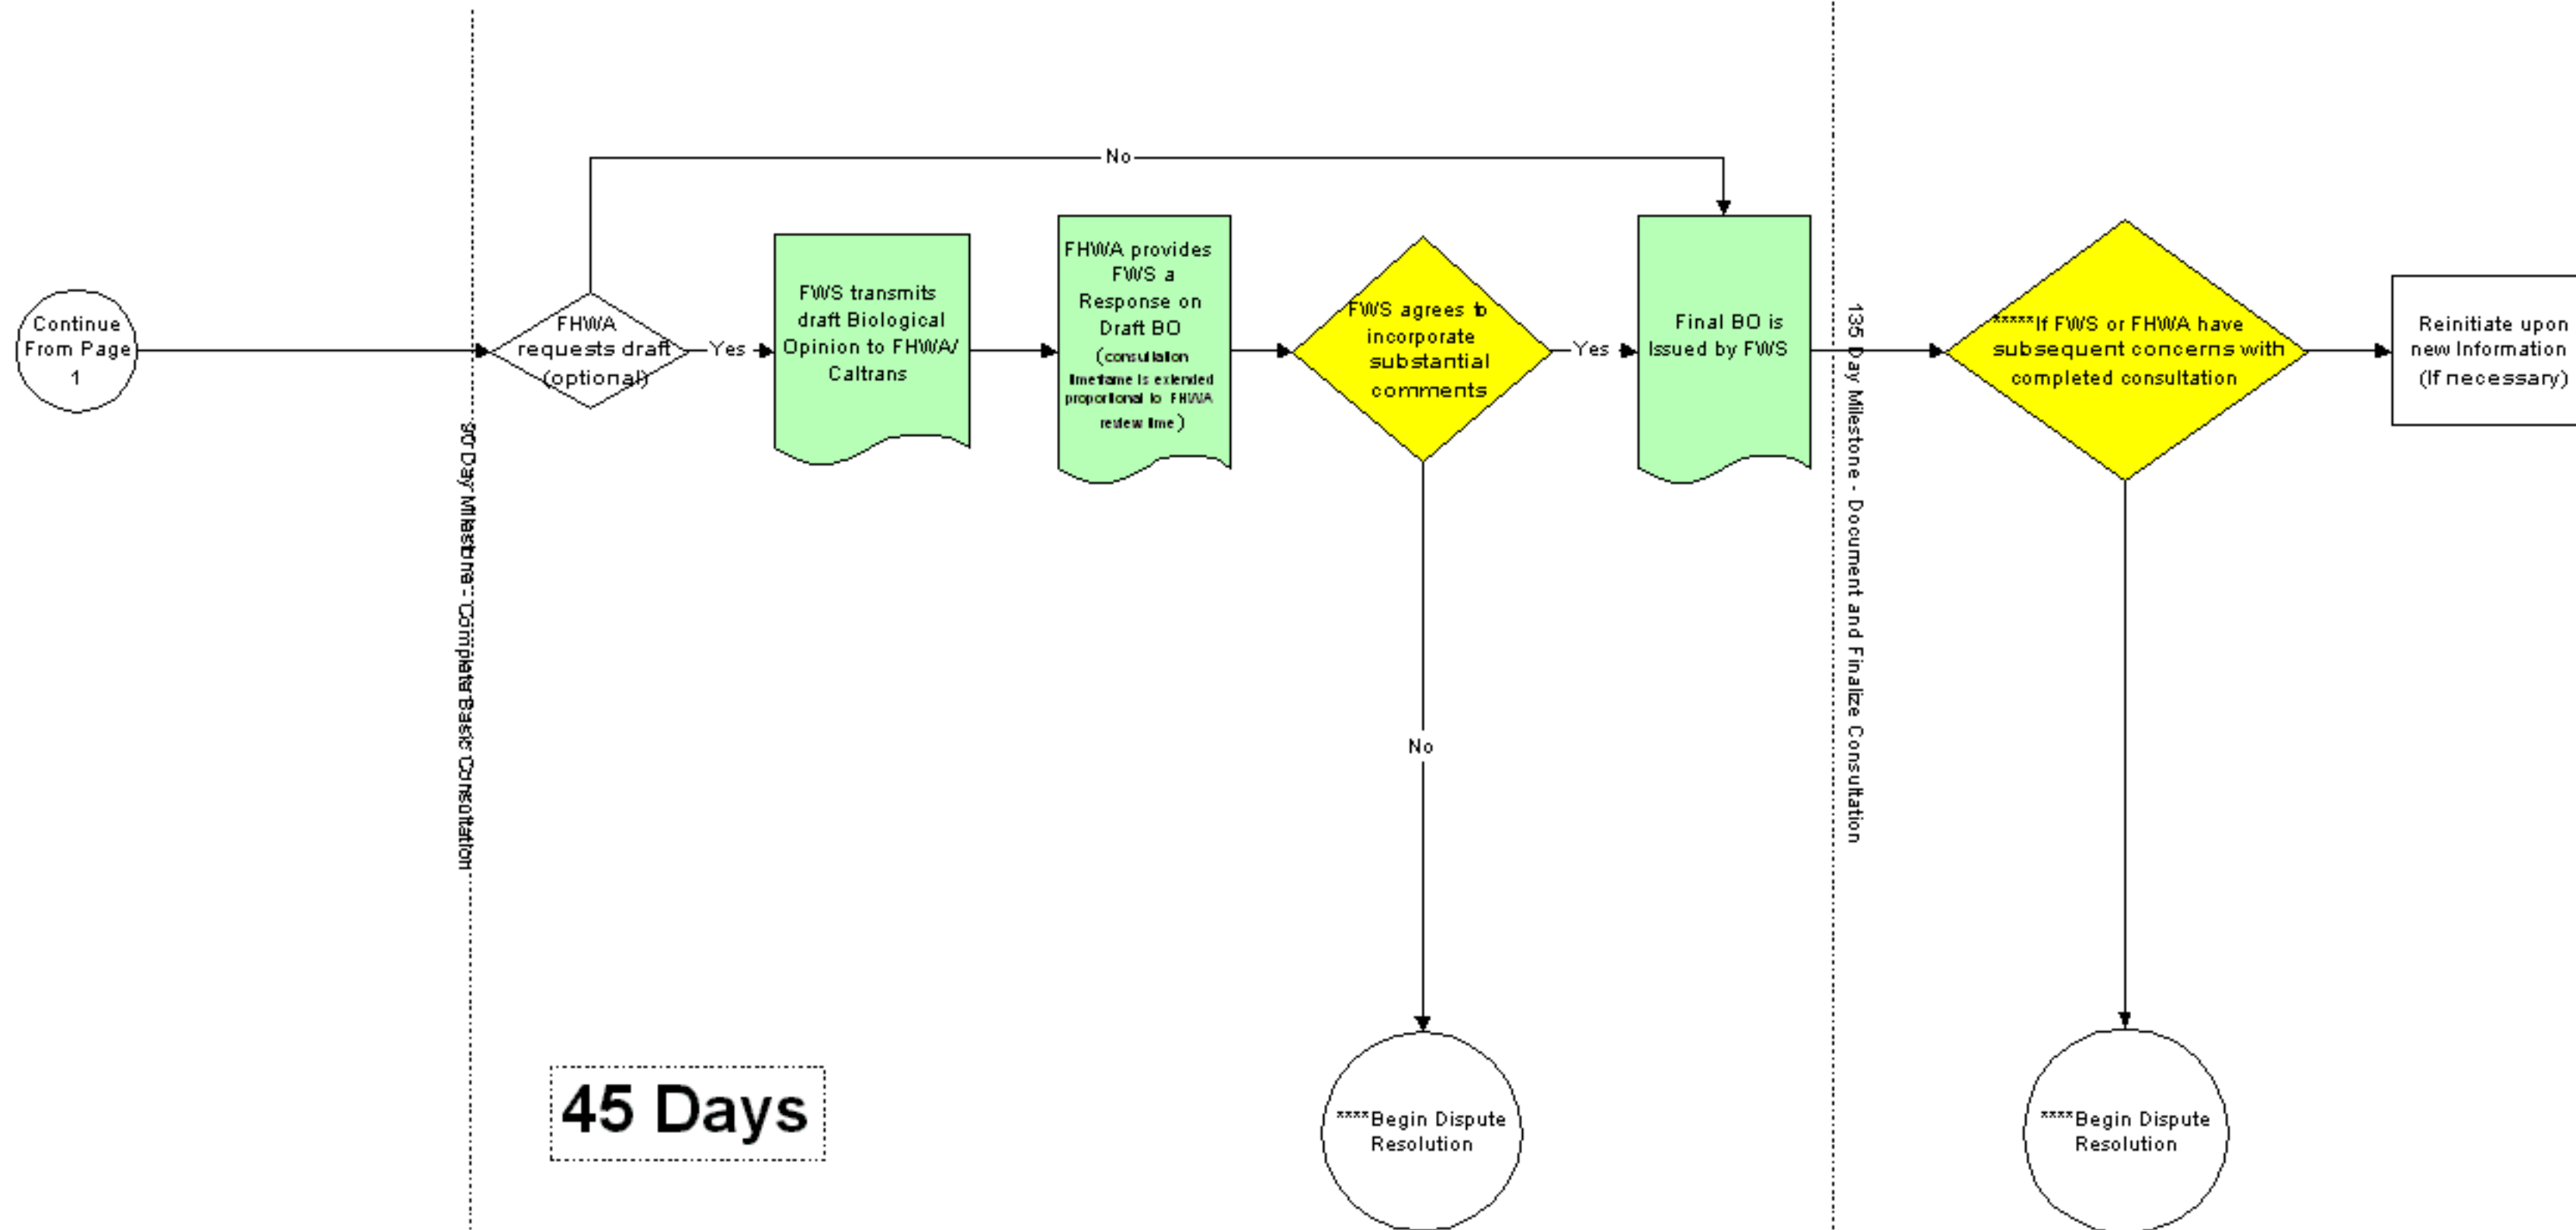 No
Continue
From Page
1
90 Day Milestone - Complete Basic Consultation
FHWA
requests draft
(optional)
Yes
FWS transmits
draft Biological
Opinion to FHWA/
Caltrans
FHWA provides
FWS a
Response on
Draft BO
(consultation
timeframe is extended
proportional to FHWA
review time)
FWS agrees to
incorporate
substantial
comments
Yes
No
Final BO is
Issued by FWS
135 Day Milestone - Document and Finalize Consultation
*****If FWS or FHWA have
subsequent concerns with
completed consultation
Reinitiate upon
new Information
(If necessary)
45 Days
****Begin Dispute
Resolution
****Begin Dispute
Resolution